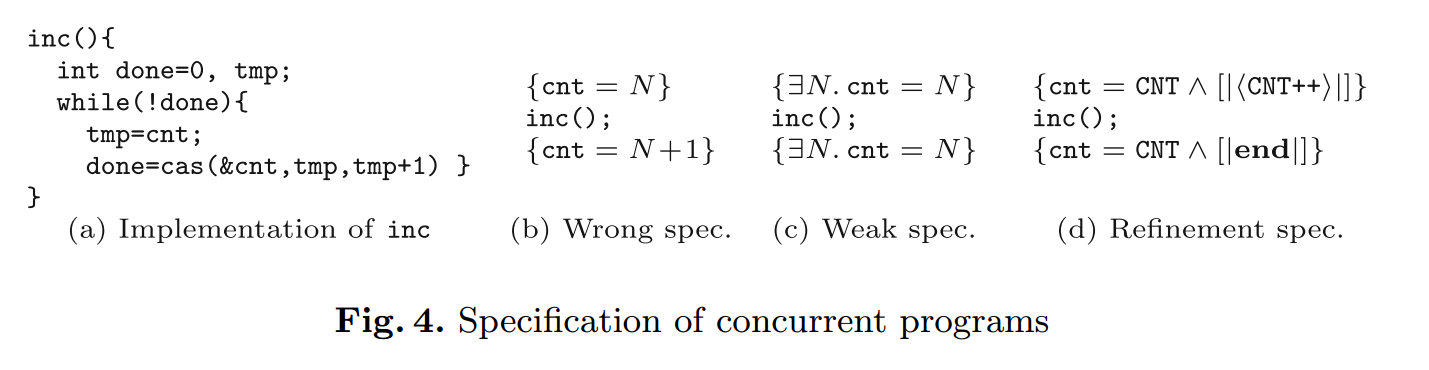 inc(){
int done=0, tmp;
while(!done){
tmp=cnt;
done=cas(&cnt,tmp,tmp+1) }
}
(a) Implementation of inc
{cnt = N}
inc();
{cnt = N+1}
(b) Wrong spec.
{∃N. cnt = N}
inc();
{∃N. cnt = N}
(c) Weak spec.
{cnt = CNT ∧ [|⟨CNT++⟩|]}
inc();
{cnt = CNT ∧ [|end|]}
(d) Refinement spec.
Fig. 4. Specification of concurrent programs